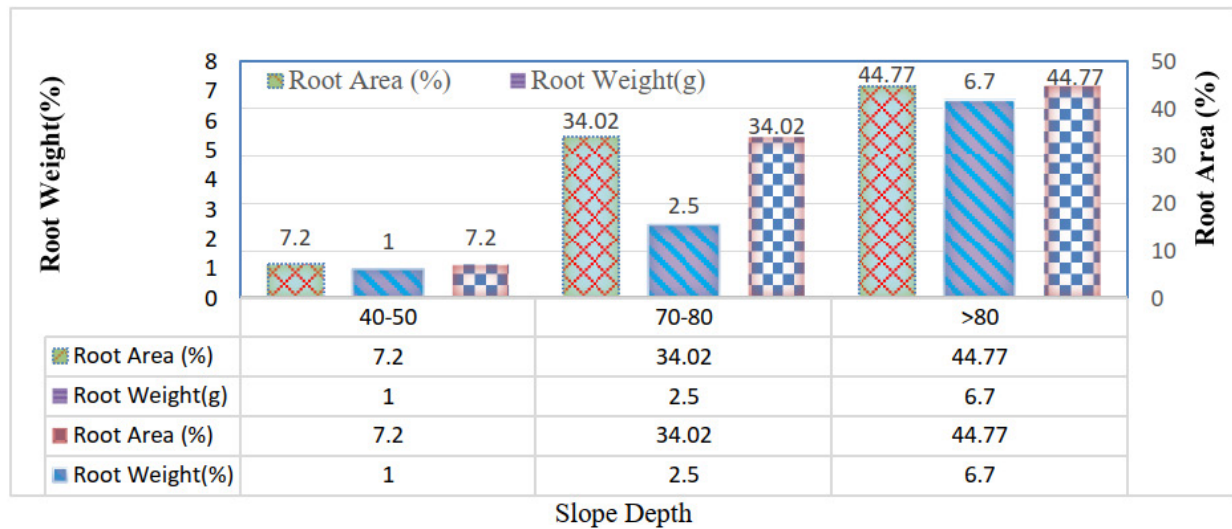 Root Weight(%)
8
7
6
5
4
3
2
1
0
Root Area (%) Root Weight(g)
7.2 1 7.2
34.02 2.5 34.02
44.77 6.7 44.77
50
40
30
20
10
0
Root Area (%)
40-50 70-80 >80
Root Area (%) 7.2 34.02 44.77
Root Weight(g) 1 2.5 6.7
Root Area (%) 7.2 34.02 44.77
Root Weight(%) 1 2.5 6.7
Slope Depth